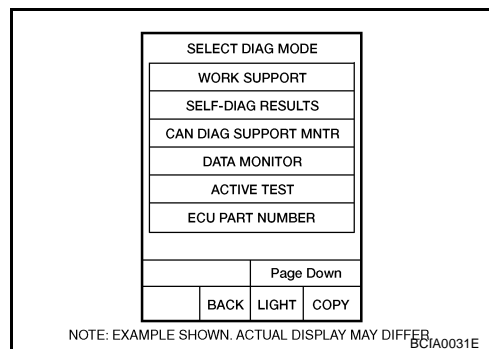 SELECT DIAG MODE
WORK SUPPORT
SELF-DIAG RESULTS
CAN DIAG SUPPORT MNTR
DATA MONITOR
ACTIVE TEST
ECU PART NUMBER
Page Down
BACK LIGHT COPY
NOTE: EXAMPLE SHOWN. ACTUAL DISPLAY MAY DIFFER.
BCIA0031E